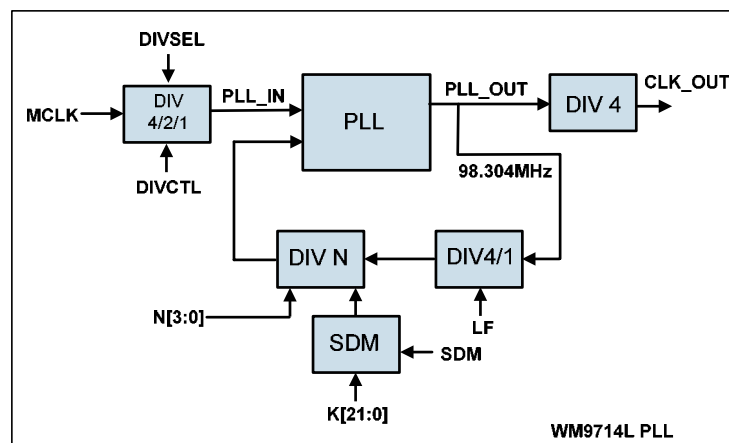 DIVSEL
MCLK
DIV
4/2/1
PLL_IN
DIVCTL
PLL
PLL_OUT
DIV 4
CLK_OUT
98.304MHz
DIV N
DIV4/1
N[3:0]
LF
SDM
SDM
K[21:0]
WM9714L PLL